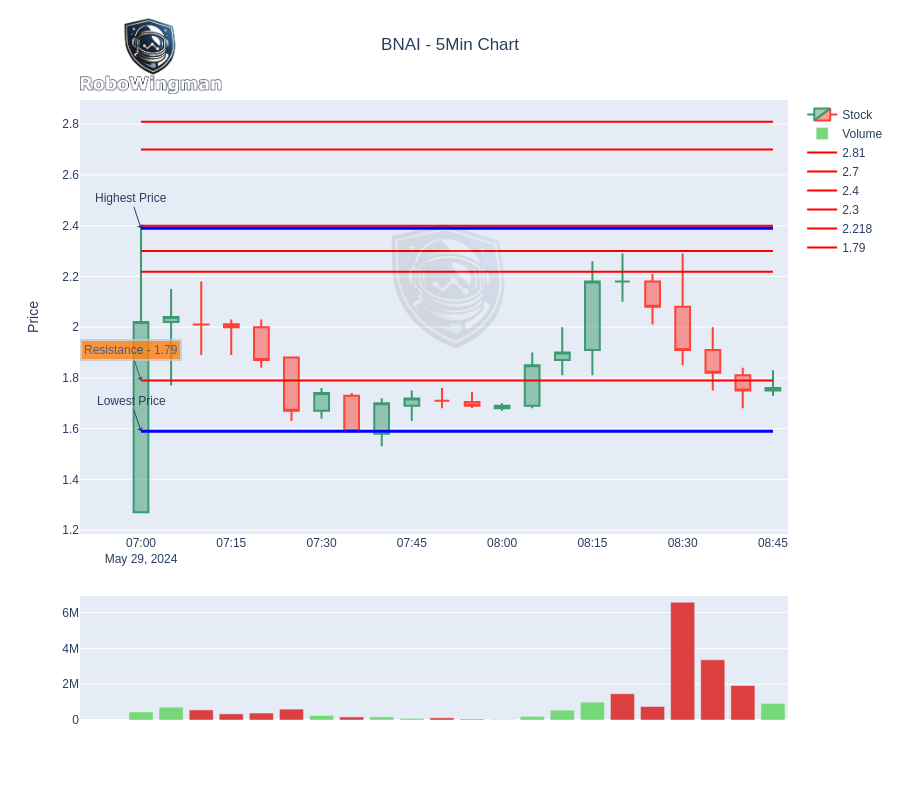 RoboWingman
BNAI - 5Min Chart
Stock
Volume
2.81
2.7
2.4
2.3
2.218
1.79
Price
2.8
2.6
2.4
2.2
2
1.8
1.6
1.4
1.2
Highest Price
Resistance - 1.79
Lowest Price
07:00
07:15
07:30
07:45
08:00
08:15
08:30
08:45
May 29, 2024
6M
4M
2M
0